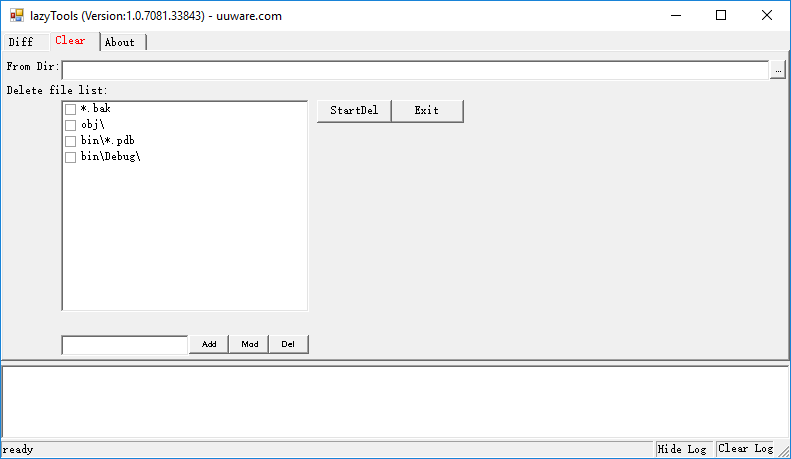 lazyTools (Version:1.0.7081.33843) - uuware.com
Diff Clear About
From Dir: ...
Delete file list:
*.bak StartDel Exit
obj\
bin\*.pdb
bin\Debug\
Add Mod Del
ready Hide Log Clear Log